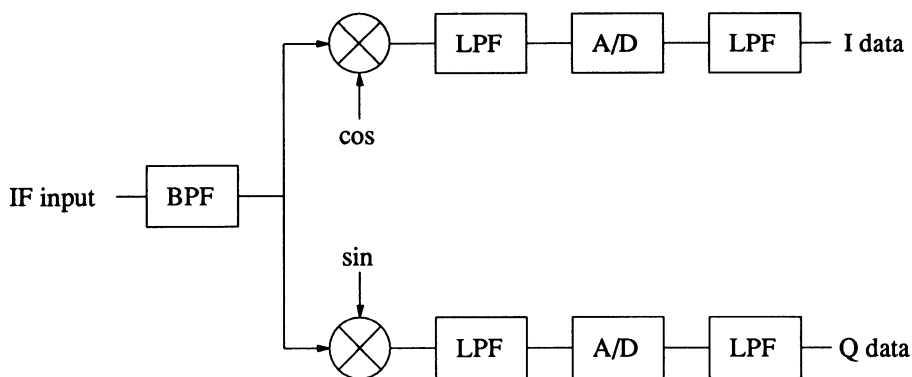 LPF A/D LPF I data
cos
IF input BPF
sin
LPF A/D LPF Q data